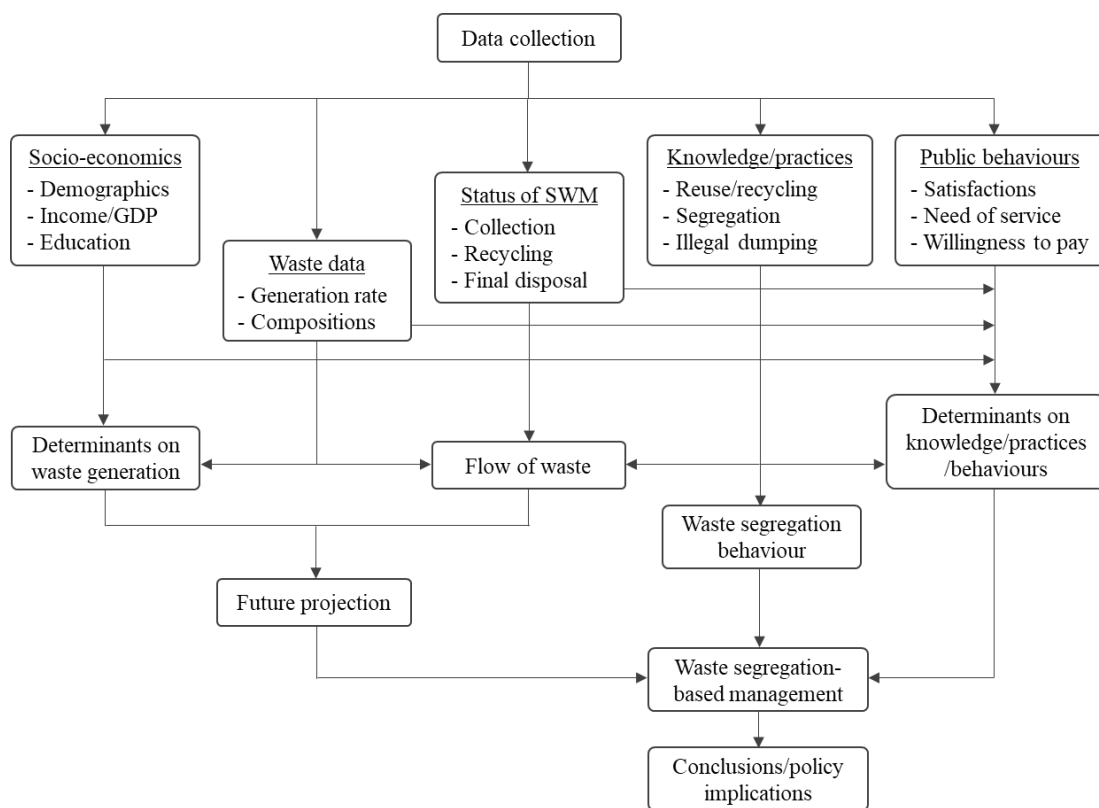 Data collection
Socio-economics
- Demographics
- Income/GDP
- Education
Waste data
- Generation rate
- Compositions
Status of SWM
- Collection
- Recycling
- Final disposal
Knowledge/practices
- Reuse/recycling
- Segregation
- Illegal dumping
Public behaviours
- Satisfactions
- Need of service
- Willingness to pay
Determinants on
waste generation
Flow of waste
Determinants on
knowledge/practices
/behaviours
Waste segregation
behaviour
Future projection
Waste segregation-
based management
Conclusions/policy
implications